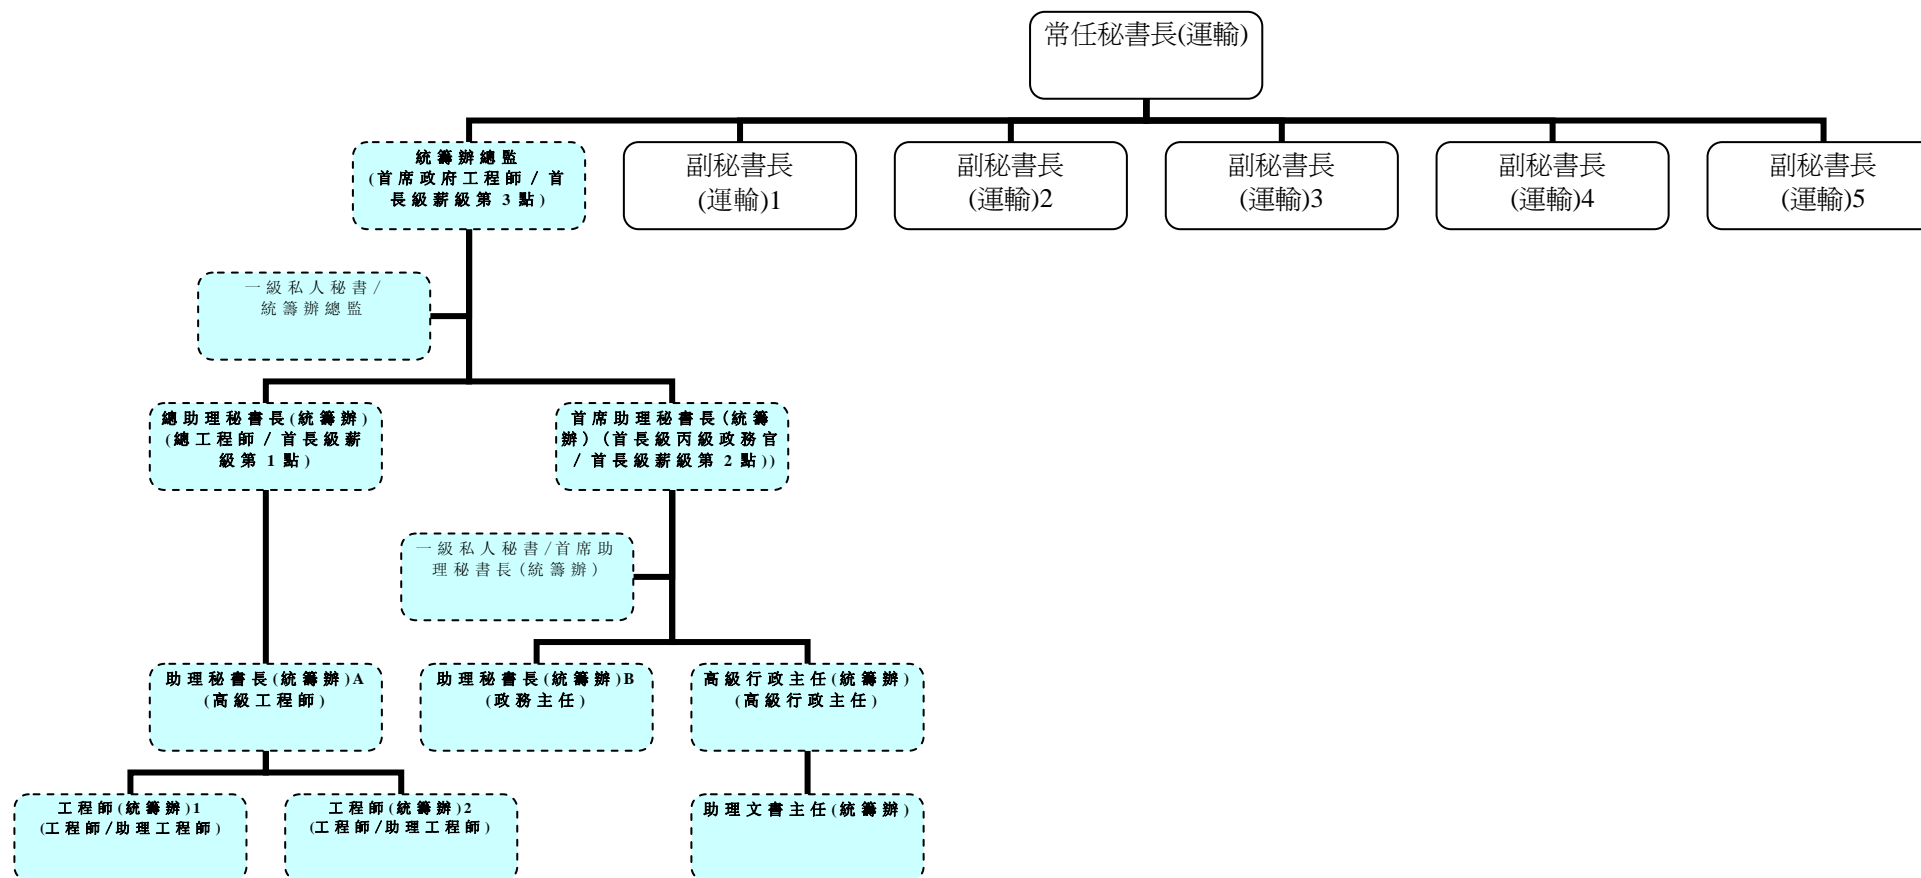 常任秘書長(運輸)
統籌辦總監
(首席政府工程師 / 首
長級薪級第 3 點)
副秘書長
(運輸)1
副秘書長
(運輸)2
副秘書長
(運輸)3
副秘書長
(運輸)4
副秘書長
(運輸)5
一級私人秘書/
統籌辦總監
總助理秘書長(統籌辦)
(總工程師 / 首長級薪
級第 1 點)
首席助理秘書長(統籌
辦) (首長級丙級政務官
/ 首長級薪級第 2 點))
一級私人秘書/首席助
理秘書長(統籌辦)
助理秘書長(統籌辦)A
(高級工程師)
助理秘書長(統籌辦)B
(政務主任)
高級行政主任(統籌辦)
(高級行政主任)
工程師(統籌辦)1
(工程師/助理工程師)
工程師(統籌辦)2
(工程師/助理工程師)
助理文書主任(統籌辦)